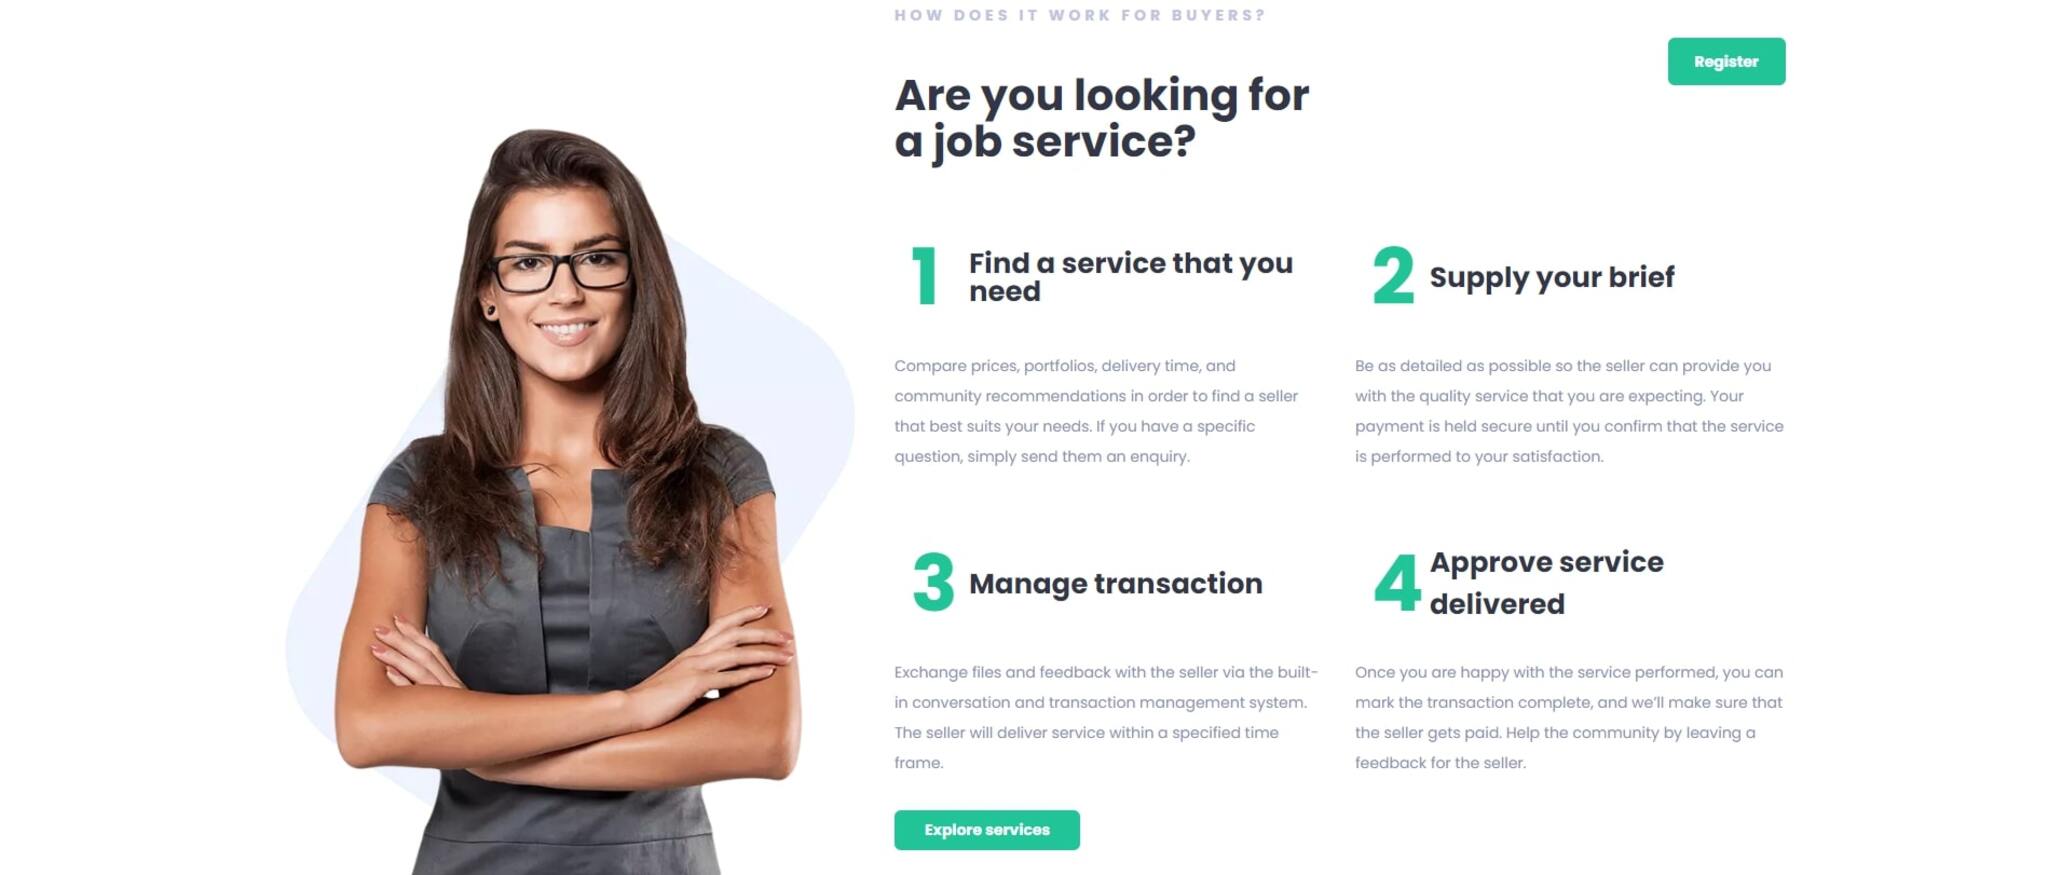 HOW DOES IT WORK FOR BUYERS?
Register
Are you looking for
a job service?
1
Find a service that you
need
Compare prices, portfolios, delivery time, and
community recommendations in order to find a seller
that best suits your needs. If you have a specific
question, simply send them an enquiry.
2
Supply your brief
Be as detailed as possible so the seller can provide you
with the quality service that you are expecting. Your
payment is held secure until you confirm that the service
is performed to your satisfaction.
3
Manage transaction
Exchange files and feedback with the seller via the built-
in conversation and transaction management system.
The seller will deliver service within a specified time
frame.
4
Approve service
delivered
Once you are happy with the service performed, you can
mark the transaction complete, and we’ll make sure that
the seller gets paid. Help the community by leaving a
feedback for the seller.
Explore services